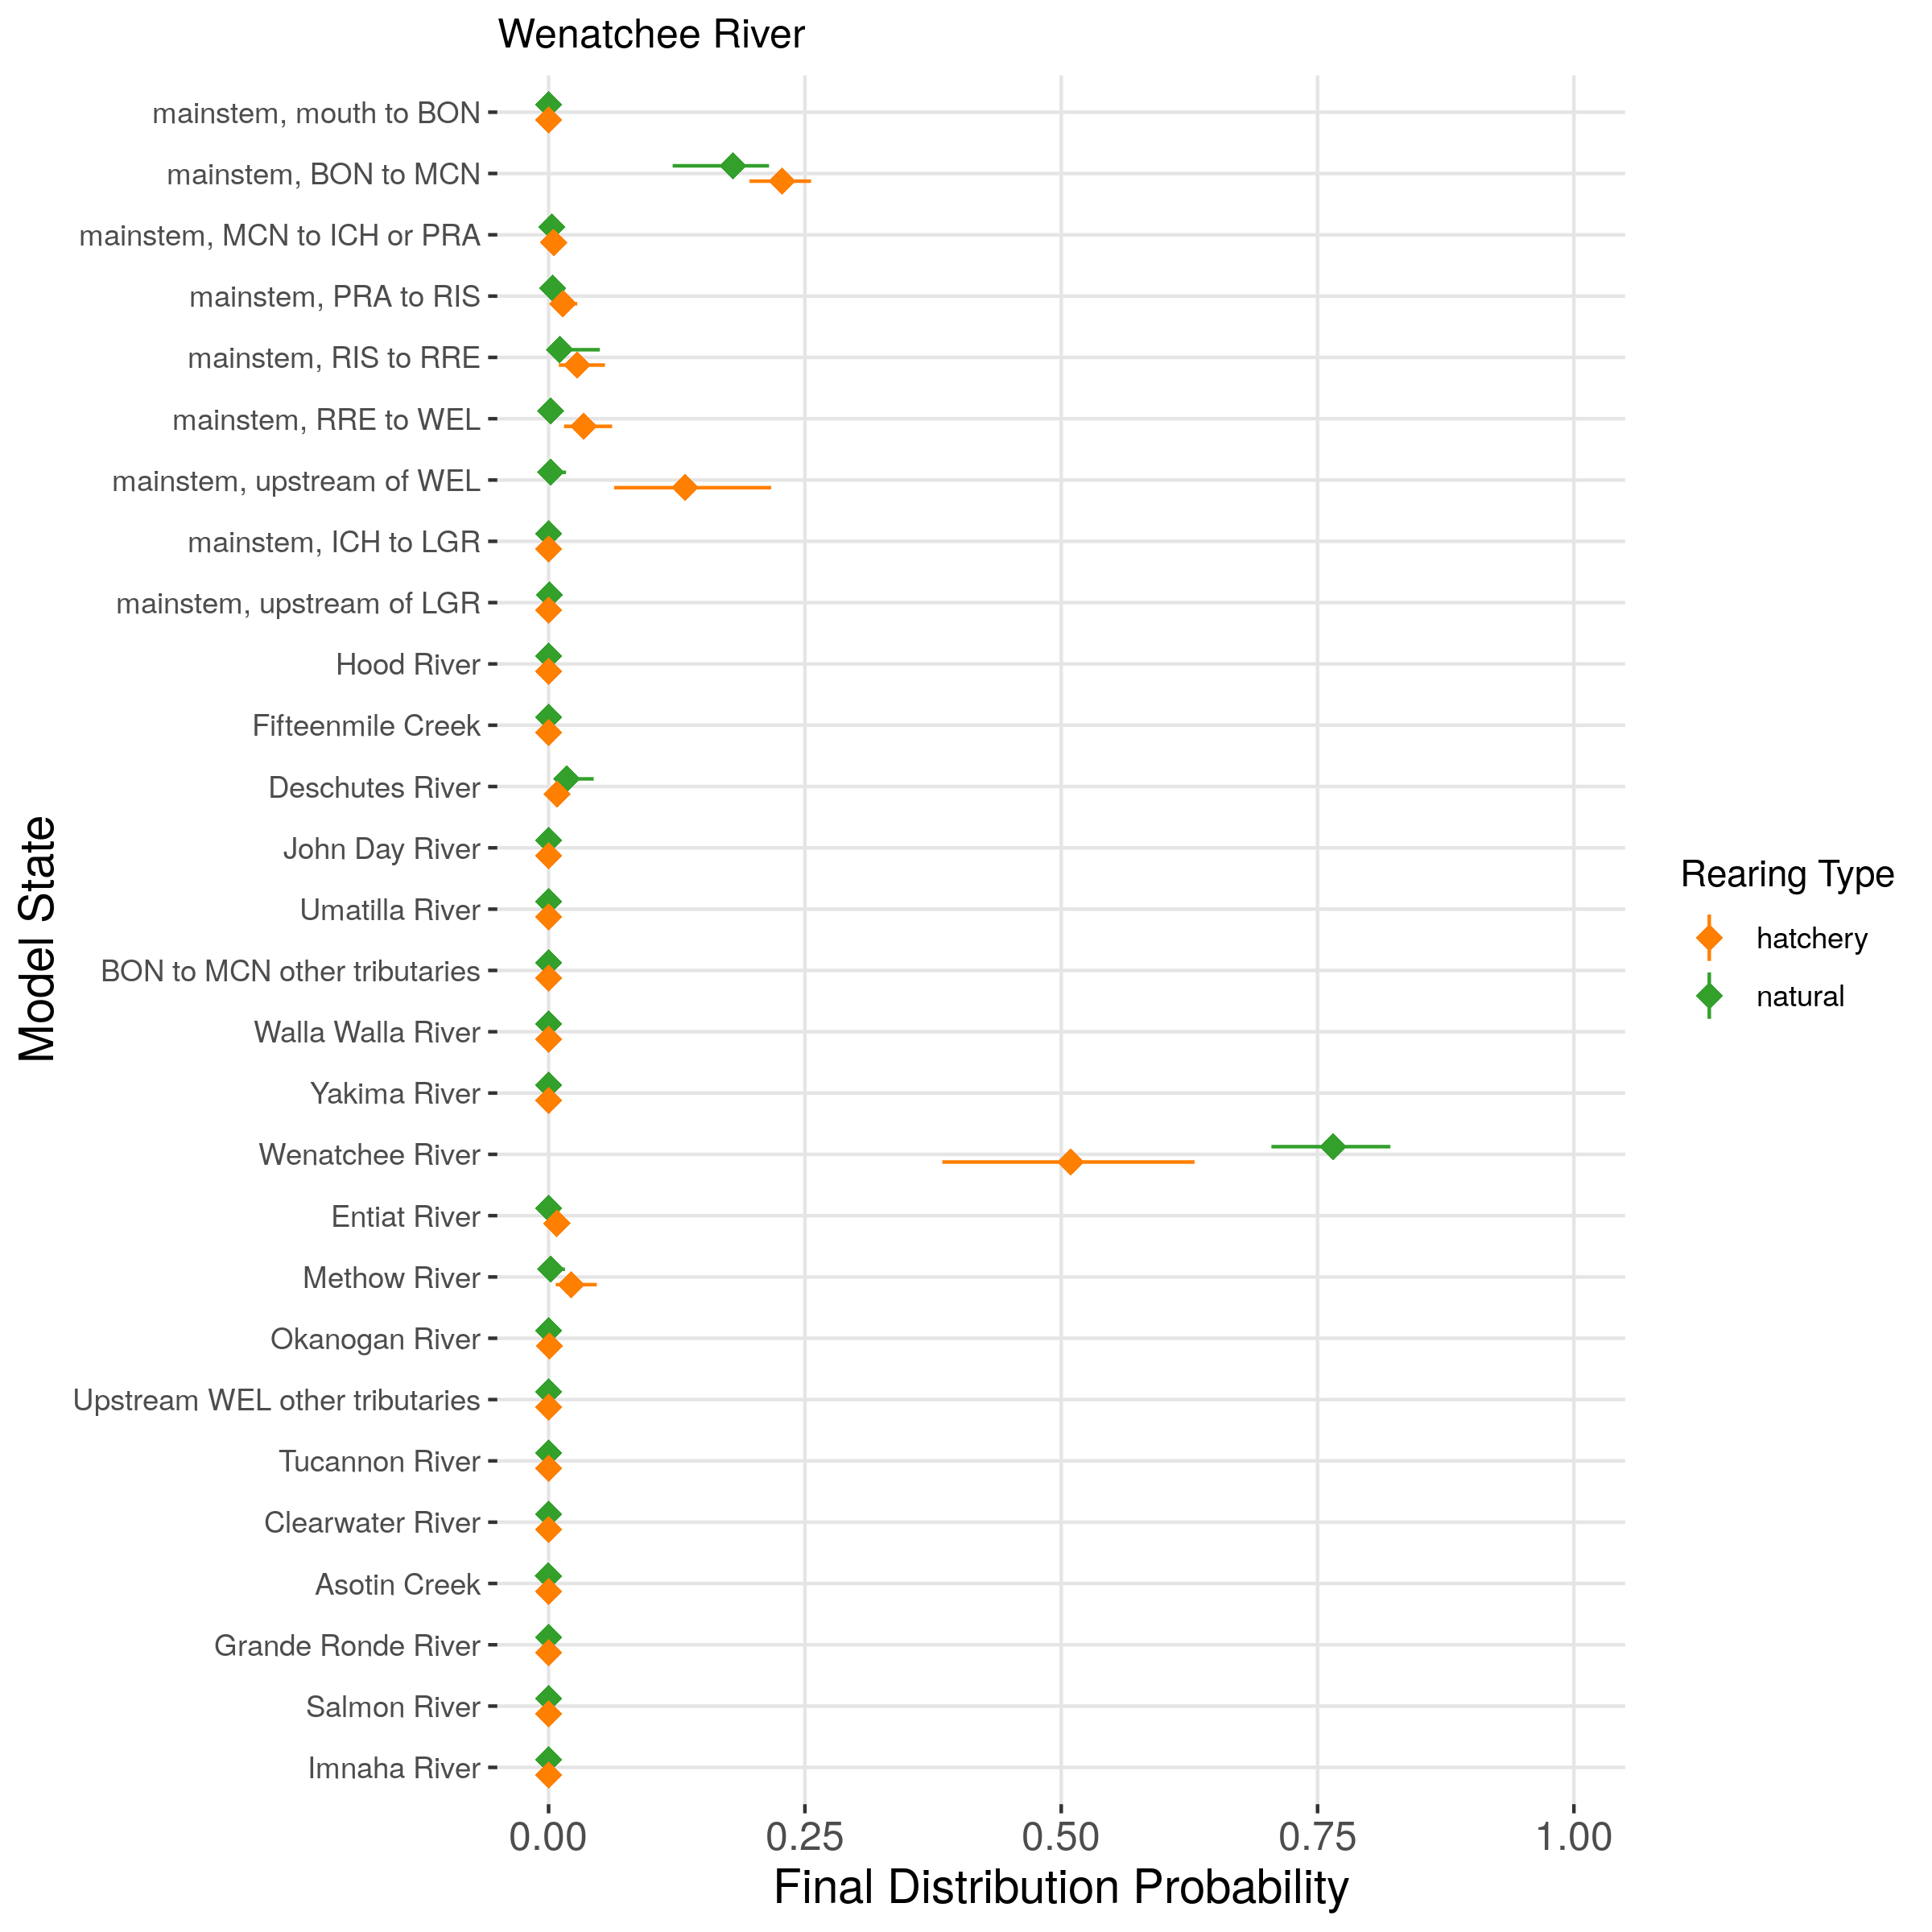 Wenatchee River
mainstem, mouth to BON
mainstem, BON to MCN
mainstem, MCN to ICH or PRA
mainstem, PRA to RIS
mainstem, RIS to RRE
mainstem, RRE to WEL
mainstem, upstream of WEL
mainstem, ICH to LGR
mainstem, upstream of LGR
Hood River
Fifteenmile Creek
Deschutes River
John Day River
Umatilla River
BON to MCN other tributaries
Walla Walla River
Yakima River
Wenatchee River
Entiat River
Methow River
Okanogan River
Upstream WEL other tributaries
Tucannon River
Clearwater River
Asotin Creek
Grande Ronde River
Salmon River
Imnaha River
Model State
0.00 0.25 0.50 0.75 1.00
Final Distribution Probability
Rearing Type
hatchery
natural